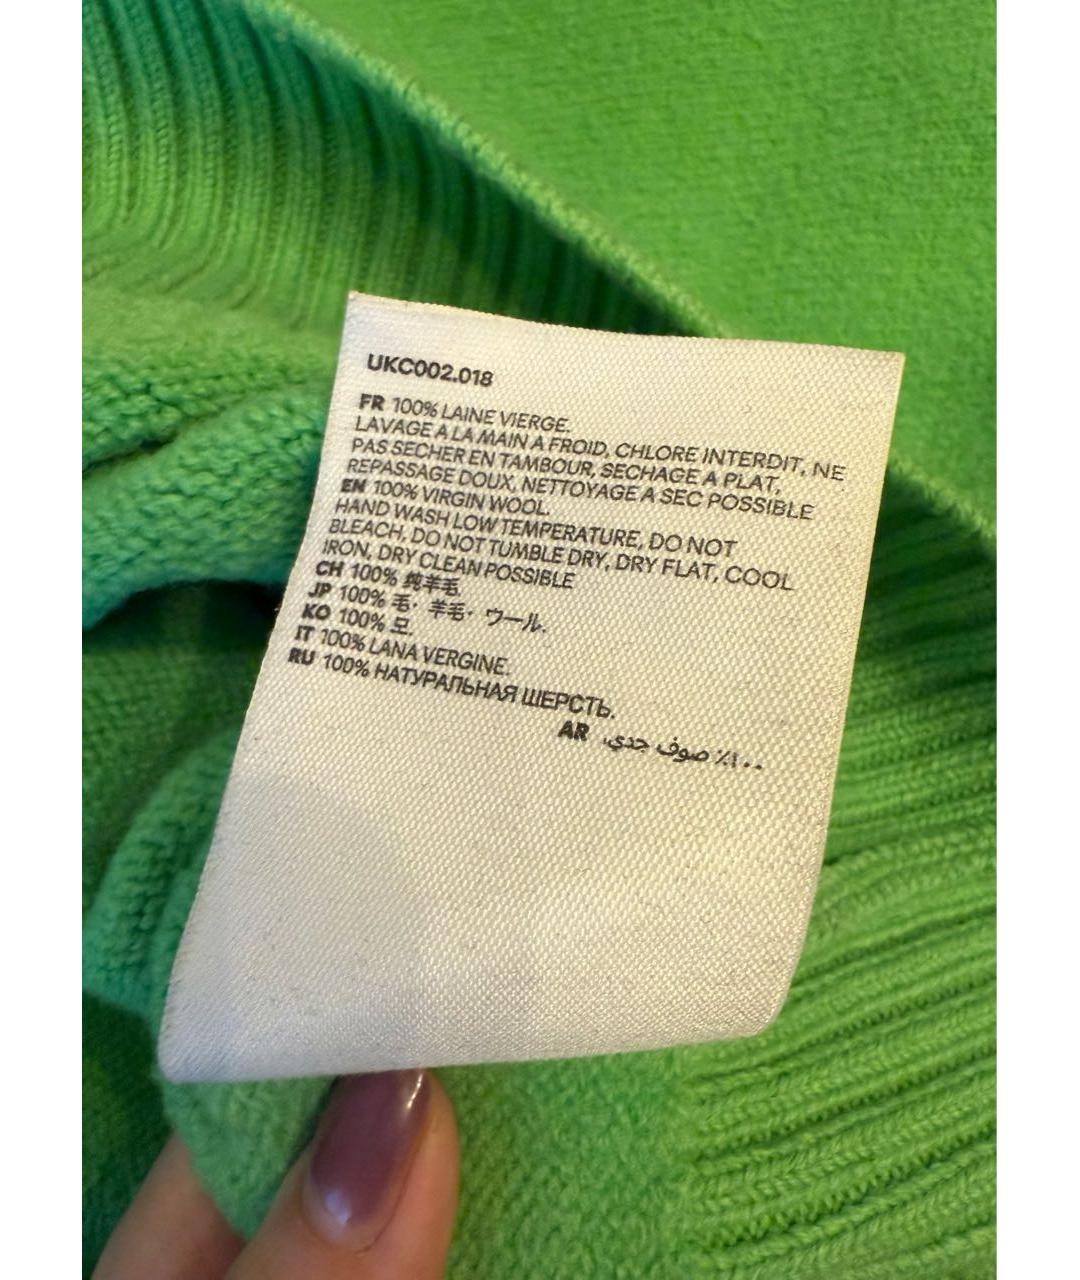 UKC002.018
FR 100% LAINE VIERGE.
LAVAGE A LA MAIN A FROID, CHLORE INTERDIT, NE
PAS SECHER EN TAMBOUR, SECHAGE A PLAT,
REPASSAGE DOUX, NETTOYAGE A SEC POSSIBLE
EN 100% VIRGIN WOOL.
HAND WASH LOW TEMPERATURE, DO NOT
BLEACH, DO NOT TUMBLE DRY, DRY FLAT, COOL
IRON, DRY CLEAN POSSIBLE
CH 100% 纯羊毛
JP 100% 毛· 羊毛· ウール.
KO 100% 모.
IT 100% LANA VERGINE.
RU 100% НАТУРАЛЬНАЯ ШЕРСТЬ.
AR ١٠٠٪ صوف جدي.